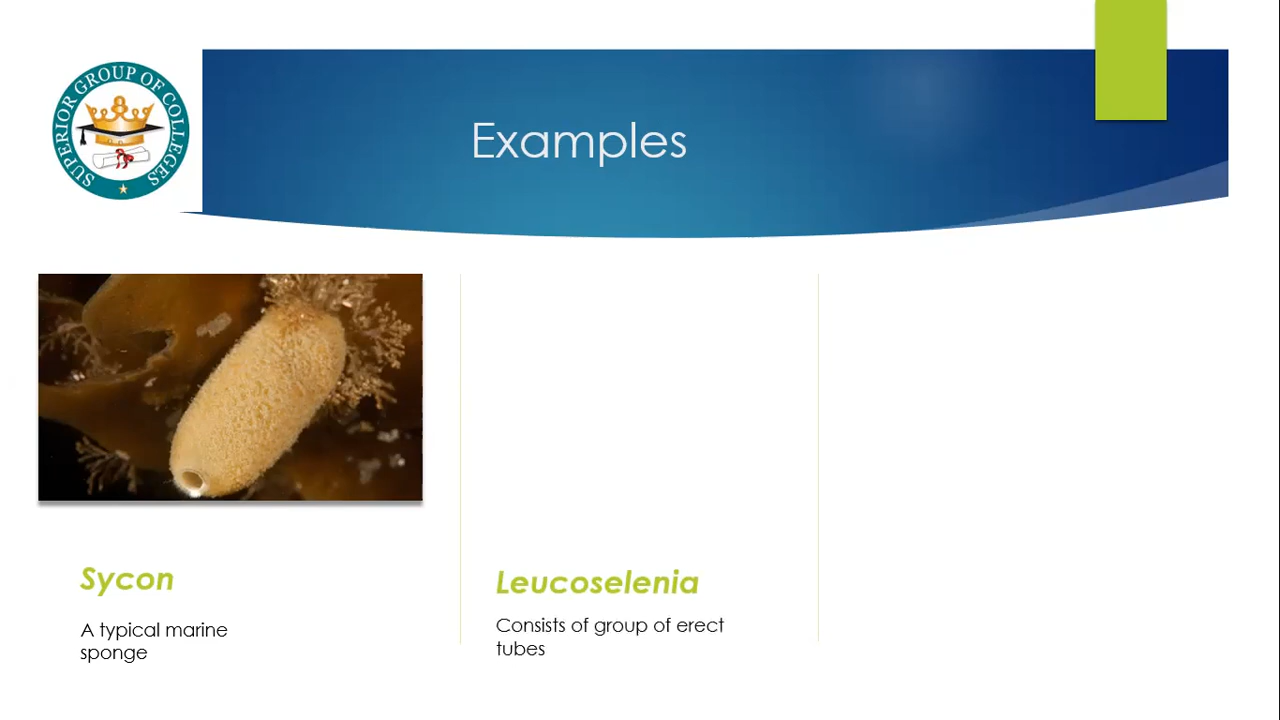 SUPERIOR GROUP OF COLLEGES
Examples
Sycon
A typical marine
sponge
Leucoselenia
Consists of group of erect
tubes